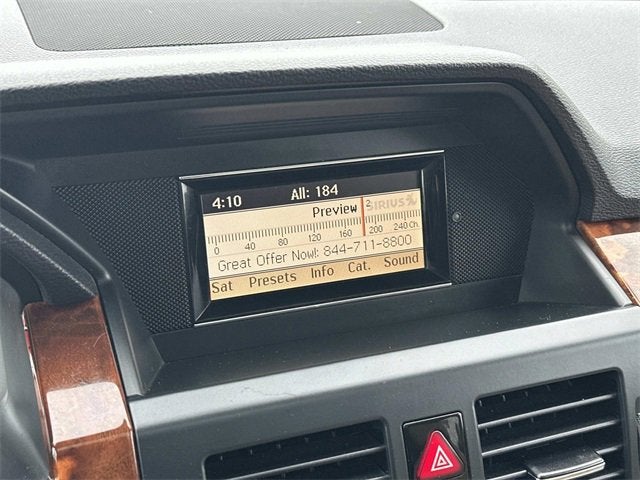 4:10 All: 184
Preview 2 SIRIUS
0 40 80 120 160 200 240 Ch.
Great Offer Now!: 844-711-8800
Sat Presets Info Cat. Sound